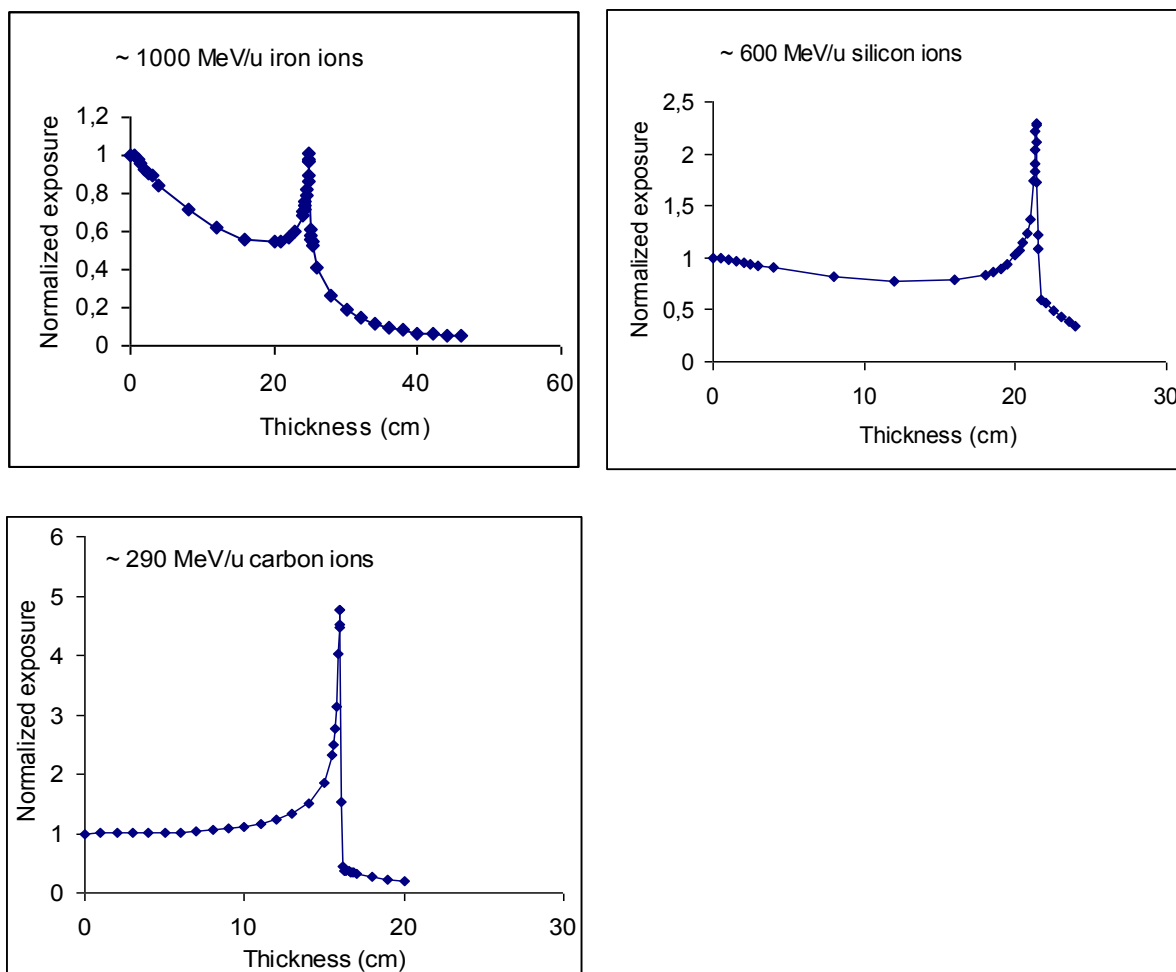 ~ 1000 MeV/u iron ions
1,2
1
0,8
0,6
0,4
0,2
0
Normalized exposure
0 20 40 60
Thickness (cm)
~ 600 MeV/u silicon ions
2,5
2
1,5
1
0,5
0
Normalized exposure
0 10 20 30
Thickness (cm)
~ 290 MeV/u carbon ions
6
5
4
3
2
1
0
Normalized exposure
0 10 20 30
Thickness (cm)